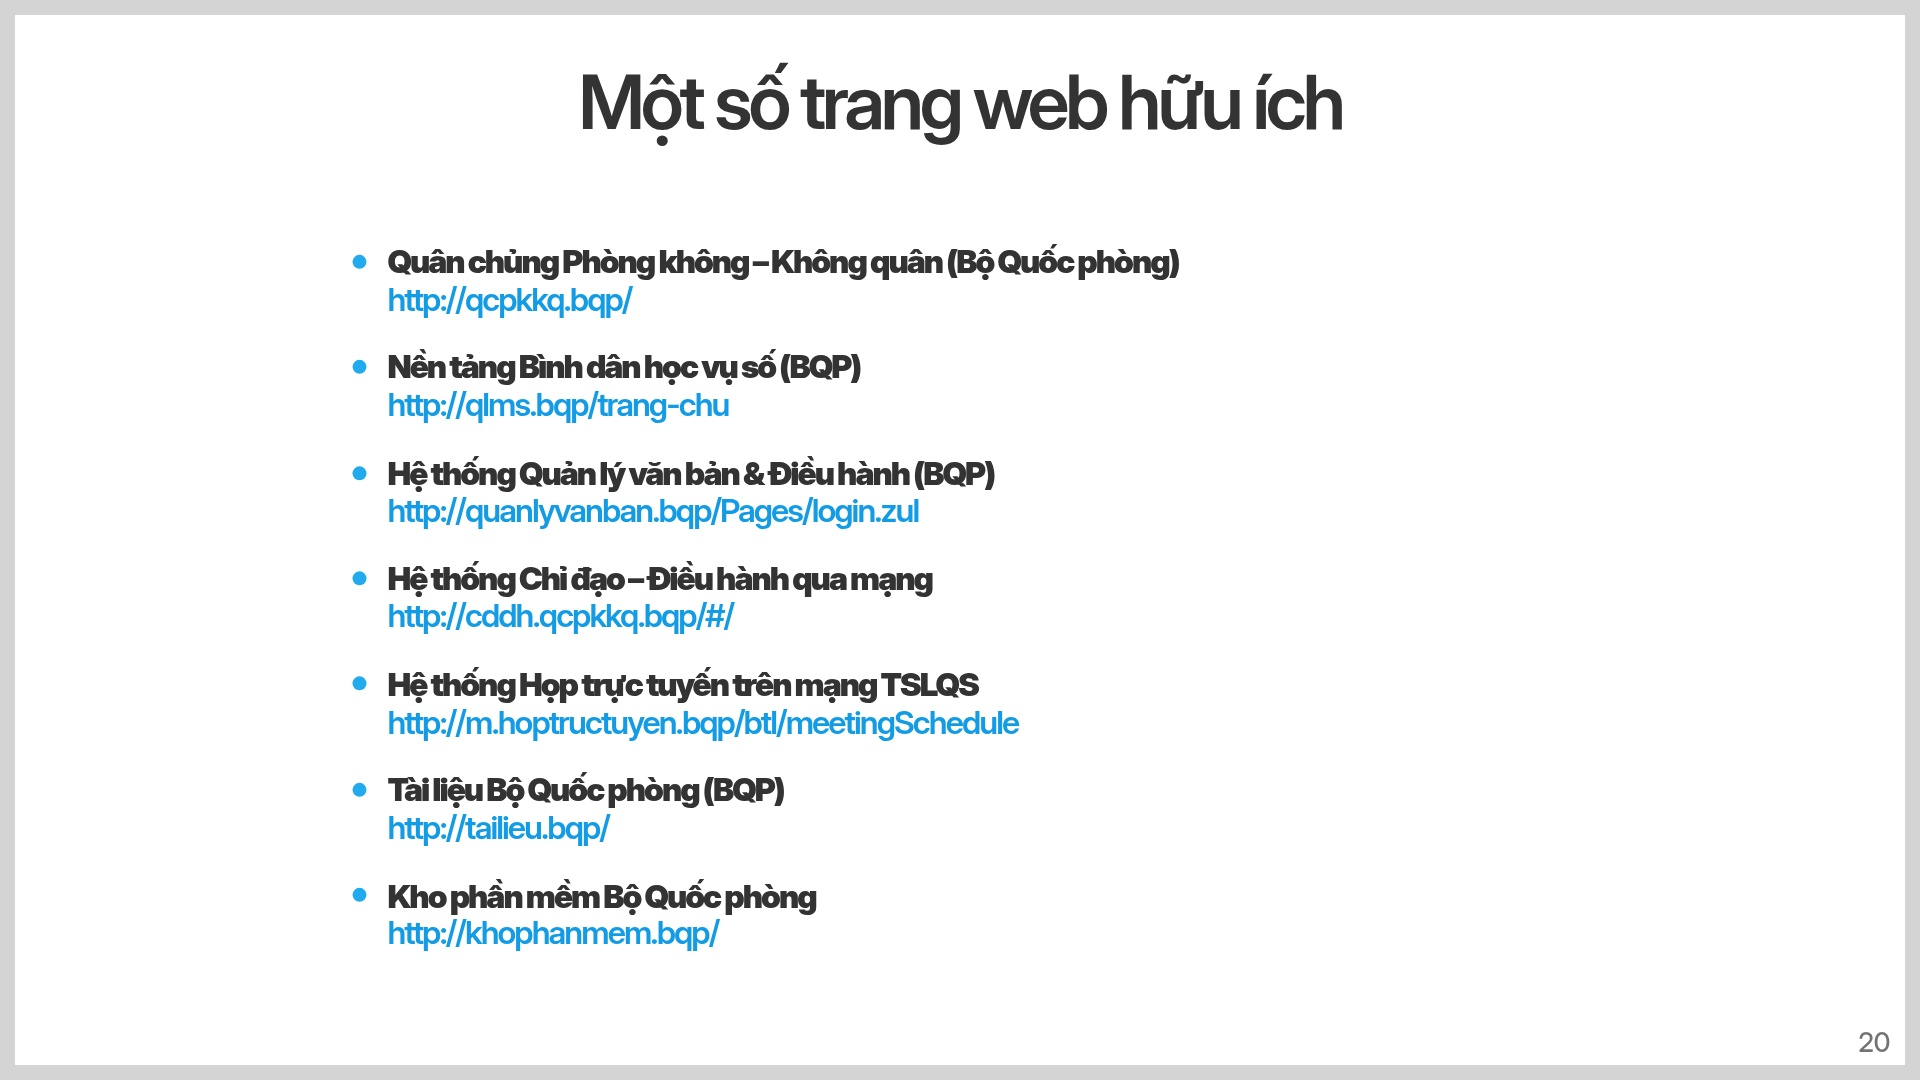 Một số trang web hữu ích
Quân chủng Phòng không – Không quân (Bộ Quốc phòng)
http://qcpkkq.bqp/
Nền tảng Bình dân học vụ số (BQP)
http://qlms.bqp/trang-chu
Hệ thống Quản lý văn bản & Điều hành (BQP)
http://quanlyvanban.bqp/Pages/login.zul
Hệ thống Chỉ đạo – Điều hành qua mạng
http://cddh.qcpkkq.bqp/#/
Hệ thống Họp trực tuyến trên mạng TSLQS
http://m.hoptructuyen.bqp/btl/meetingSchedule
Tài liệu Bộ Quốc phòng (BQP)
http://tailieu.bqp/
Kho phần mềm Bộ Quốc phòng
http://khophanmem.bqp/
20